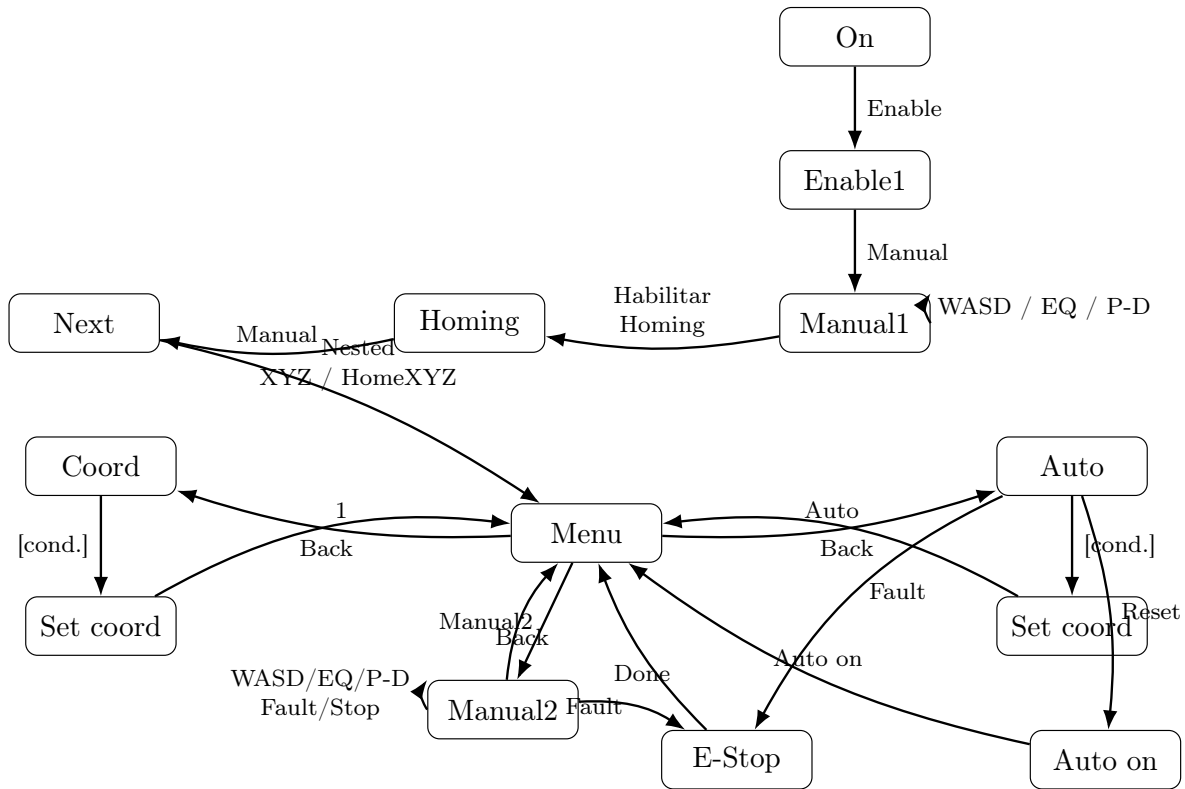 On
Enable
Enable1
Manual
Next
Homing
Manual1
Habilitar
Homing
WASD / EQ / P-D
Manual
Nested
XYZ / HomeXYZ
Coord
Menu
Auto
1
Back
Auto
Back
[cond.]
[cond.]
Set coord
Set coord
Fault
Reset
Manual2
Back
Auto on
Done
WASD/EQ/P-D
Fault/Stop
Manual2
Fault
E-Stop
Auto on